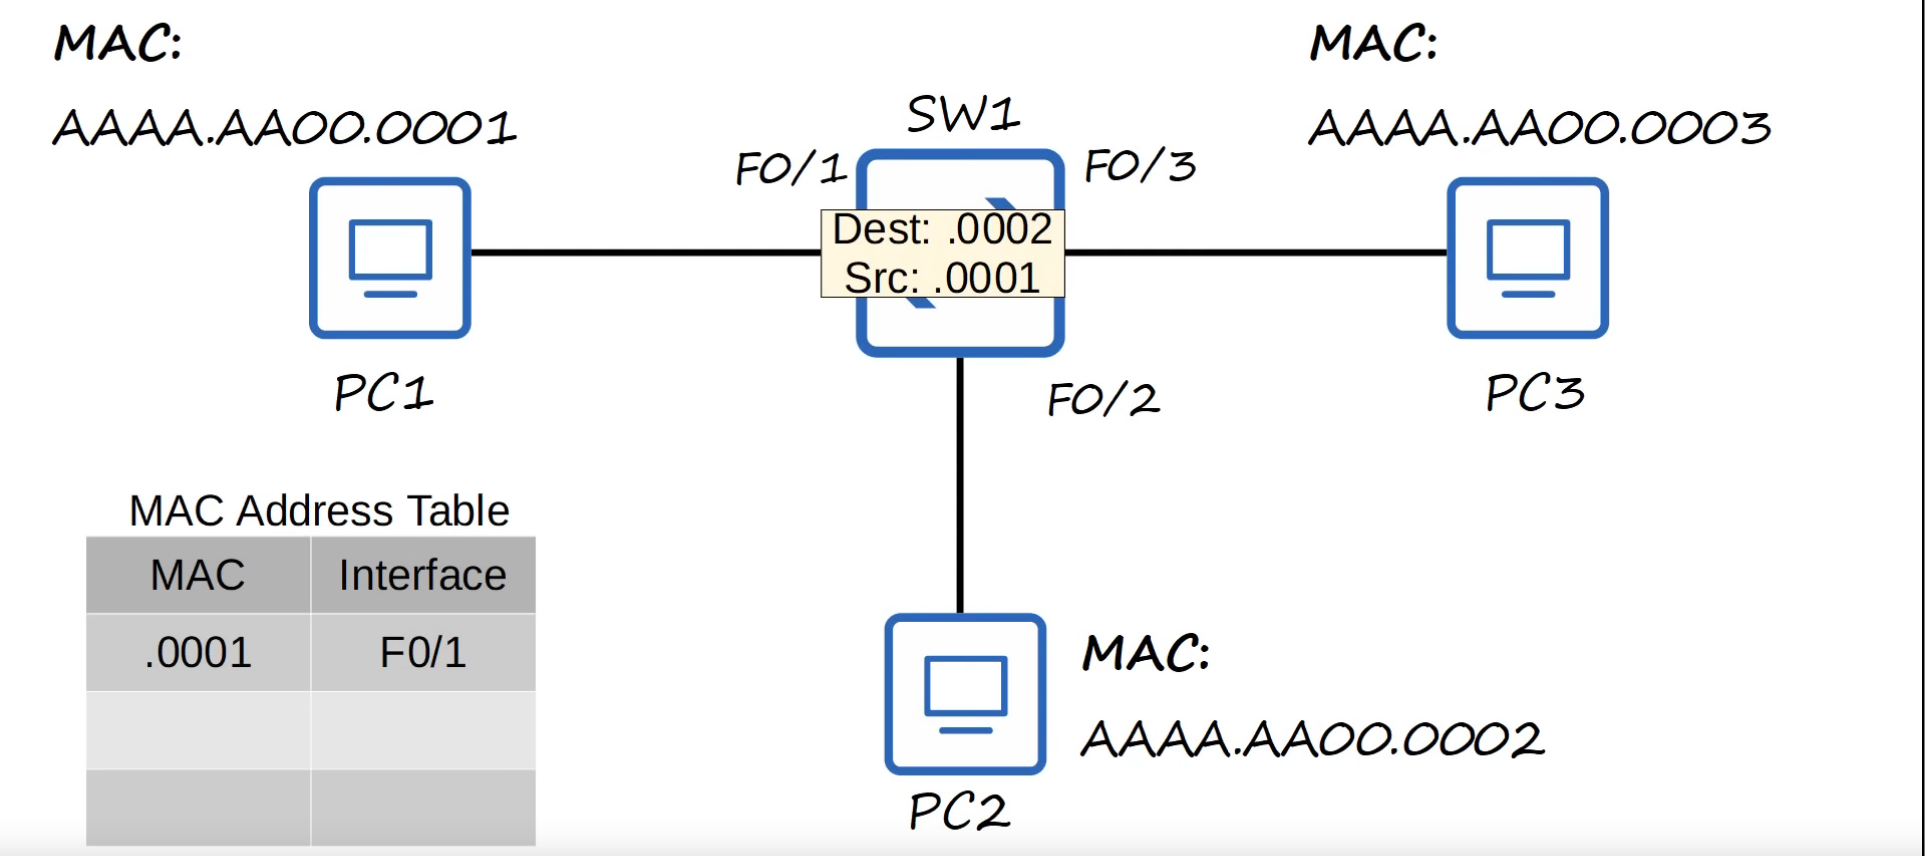 MAC:
AAAA.AA00.0001
PC1
SW1
F0/1
F0/3
Dest: .0002
Src: .0001
F0/2
MAC:
AAAA.AA00.0003
PC3
MAC Address Table
MAC Interface
.0001 F0/1
MAC:
AAAA.AA00.0002
PC2